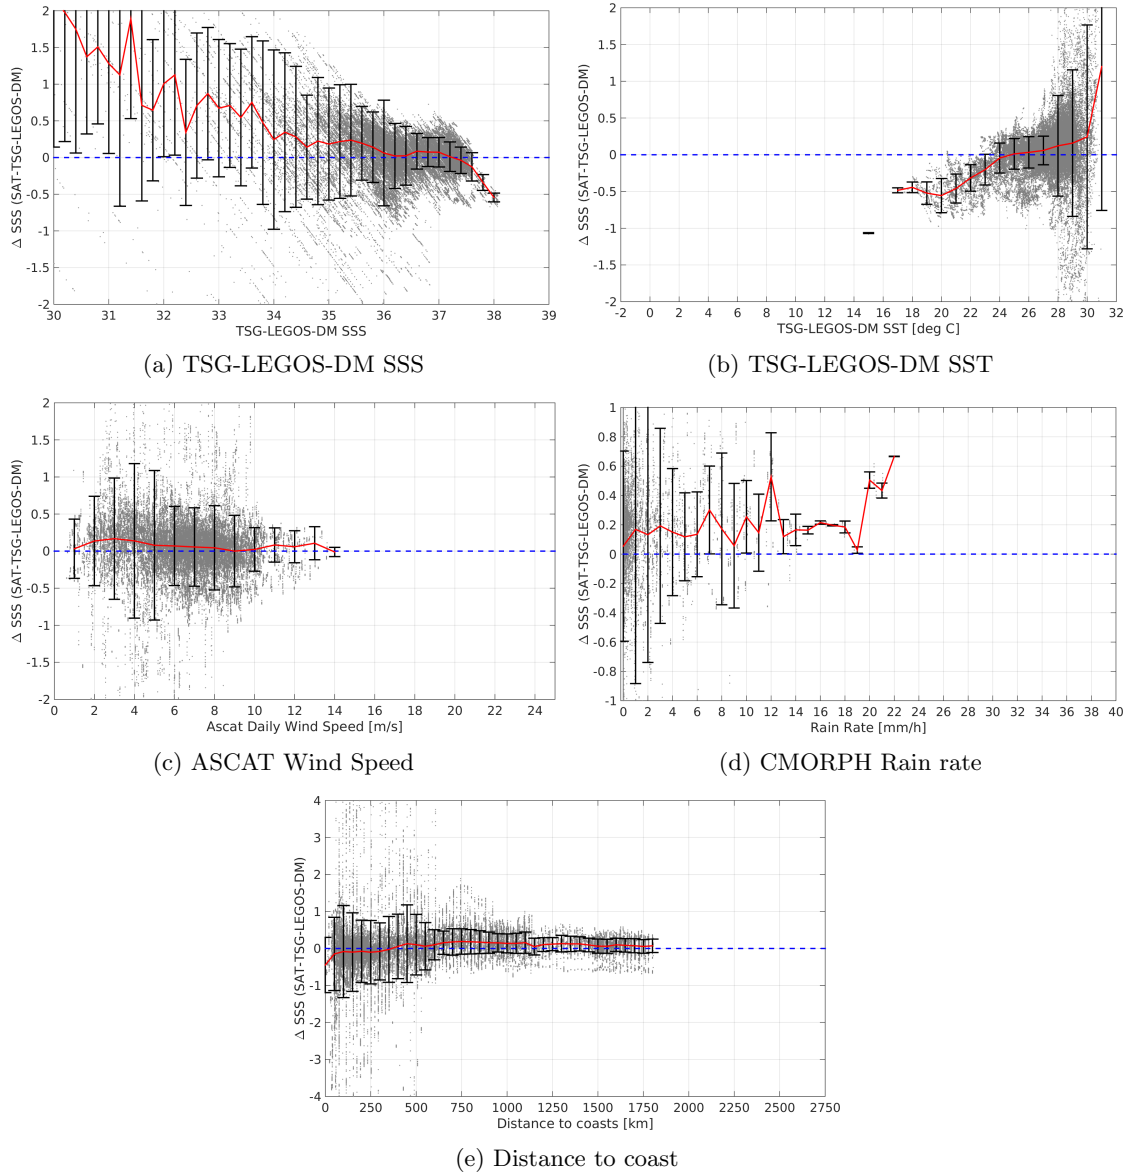 Δ SSS (SAT-TSG-LEGOS-DM)
2
1.5
1
0.5
0
-0.5
-1
-1.5
-2
30 31 32 33 34 35 36 37 38 39
TSG-LEGOS-DM SSS
(a) TSG-LEGOS-DM SSS
Δ SSS (SAT-TSG-LEGOS-DM)
2
1.5
1
0.5
0
-0.5
-1
-1.5
-2
-2 0 2 4 6 8 10 12 14 16 18 20 22 24 26 28 30 32
TSG-LEGOS-DM SST [deg C]
(b) TSG-LEGOS-DM SST
Δ SSS (SAT-TSG-LEGOS-DM)
2
1.5
1
0.5
0
-0.5
-1
-1.5
-2
0 2 4 6 8 10 12 14 16 18 20 22 24
Ascat Daily Wind Speed [m/s]
(c) ASCAT Wind Speed
Δ SSS (SAT-TSG-LEGOS-DM)
1
0.8
0.6
0.4
0.2
0
-0.2
-0.4
-0.6
-0.8
-1
0 2 4 6 8 10 12 14 16 18 20 22 24 26 28 30 32 34 36 38 40
Rain Rate [mm/h]
(d) CMORPH Rain rate
Δ SSS (SAT-TSG-LEGOS-DM)
4
3
2
1
0
-1
-2
-3
-4
0 250 500 750 1000 1250 1500 1750 2000 2250 2500 2750
Distance to coasts [km]
(e) Distance to coast